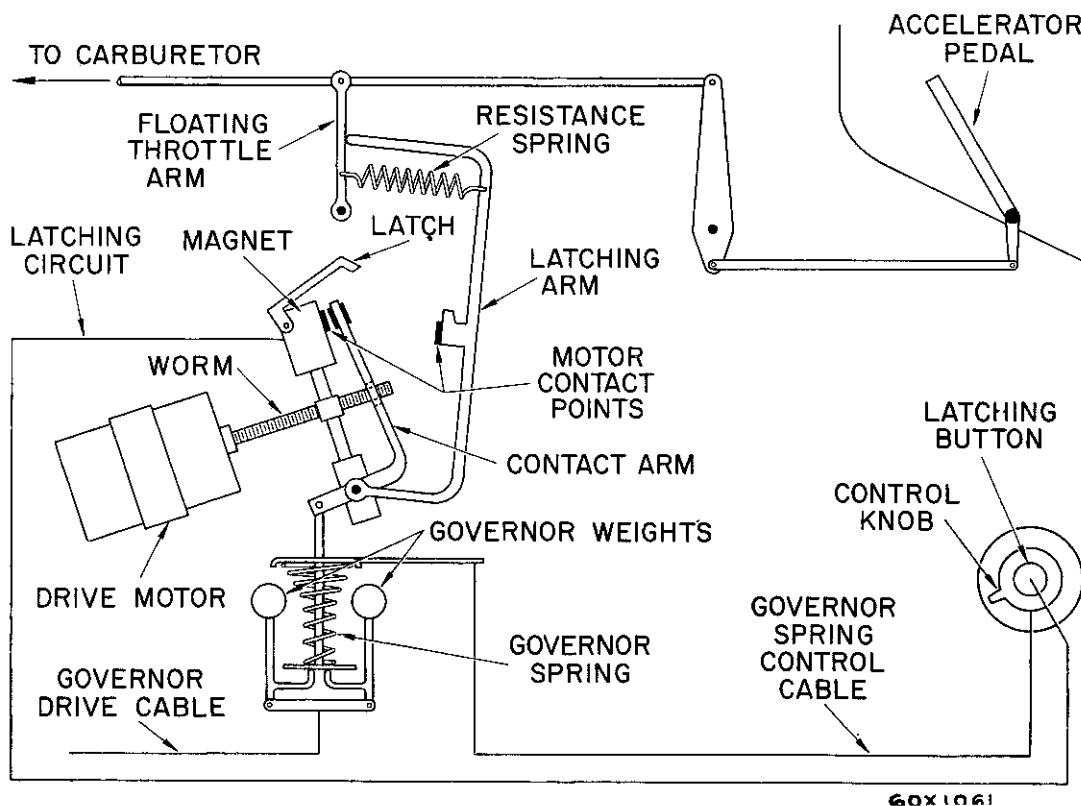 TO CARBURETOR
ACCELERATOR
PEDAL
FLOATING
THROTTLE
ARM
RESISTANCE
SPRING
LATCHING
CIRCUIT
MAGNET
LATCH
LATCHING
ARM
WORM
MOTOR
CONTACT
POINTS
LATCHING
BUTTON
CONTACT ARM
CONTROL
KNOB
GOVERNOR WEIGHTS
DRIVE MOTOR
GOVERNOR
SPRING
GOVERNOR
SPRING
CONTROL
CABLE
GOVERNOR
DRIVE CABLE
60X1061